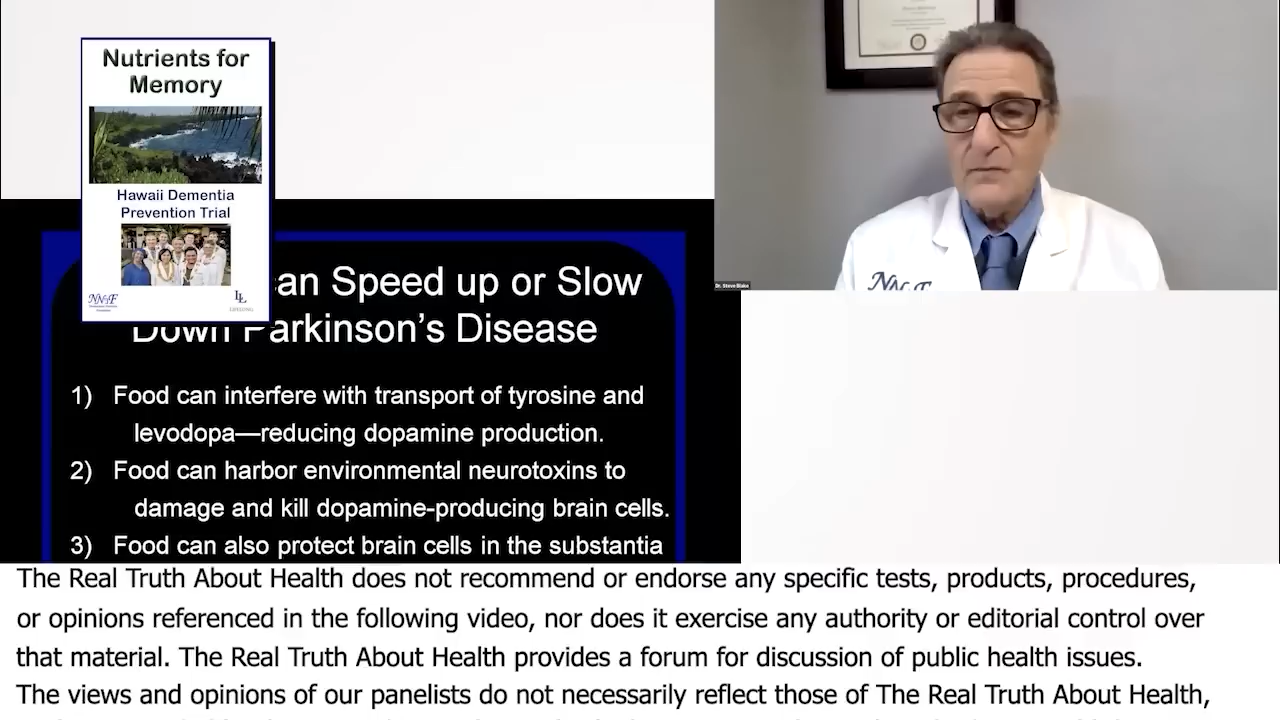 Nutrients for
Memory
Hawaii Dementia
Prevention Trial
NNRF
LL
an Speed up or Slow
Down Parkinson's Disease
1) Food can interfere with transport of tyrosine and
levodopa—reducing dopamine production.
2) Food can harbor environmental neurotoxins to
damage and kill dopamine-producing brain cells.
3) Food can also protect brain cells in the substantia
Dr. Steve Blake
The Real Truth About Health does not recommend or endorse any specific tests, products, procedures,
or opinions referenced in the following video, nor does it exercise any authority or editorial control over
that material. The Real Truth About Health provides a forum for discussion of public health issues.
The views and opinions of our panelists do not necessarily reflect those of The Real Truth About Health,